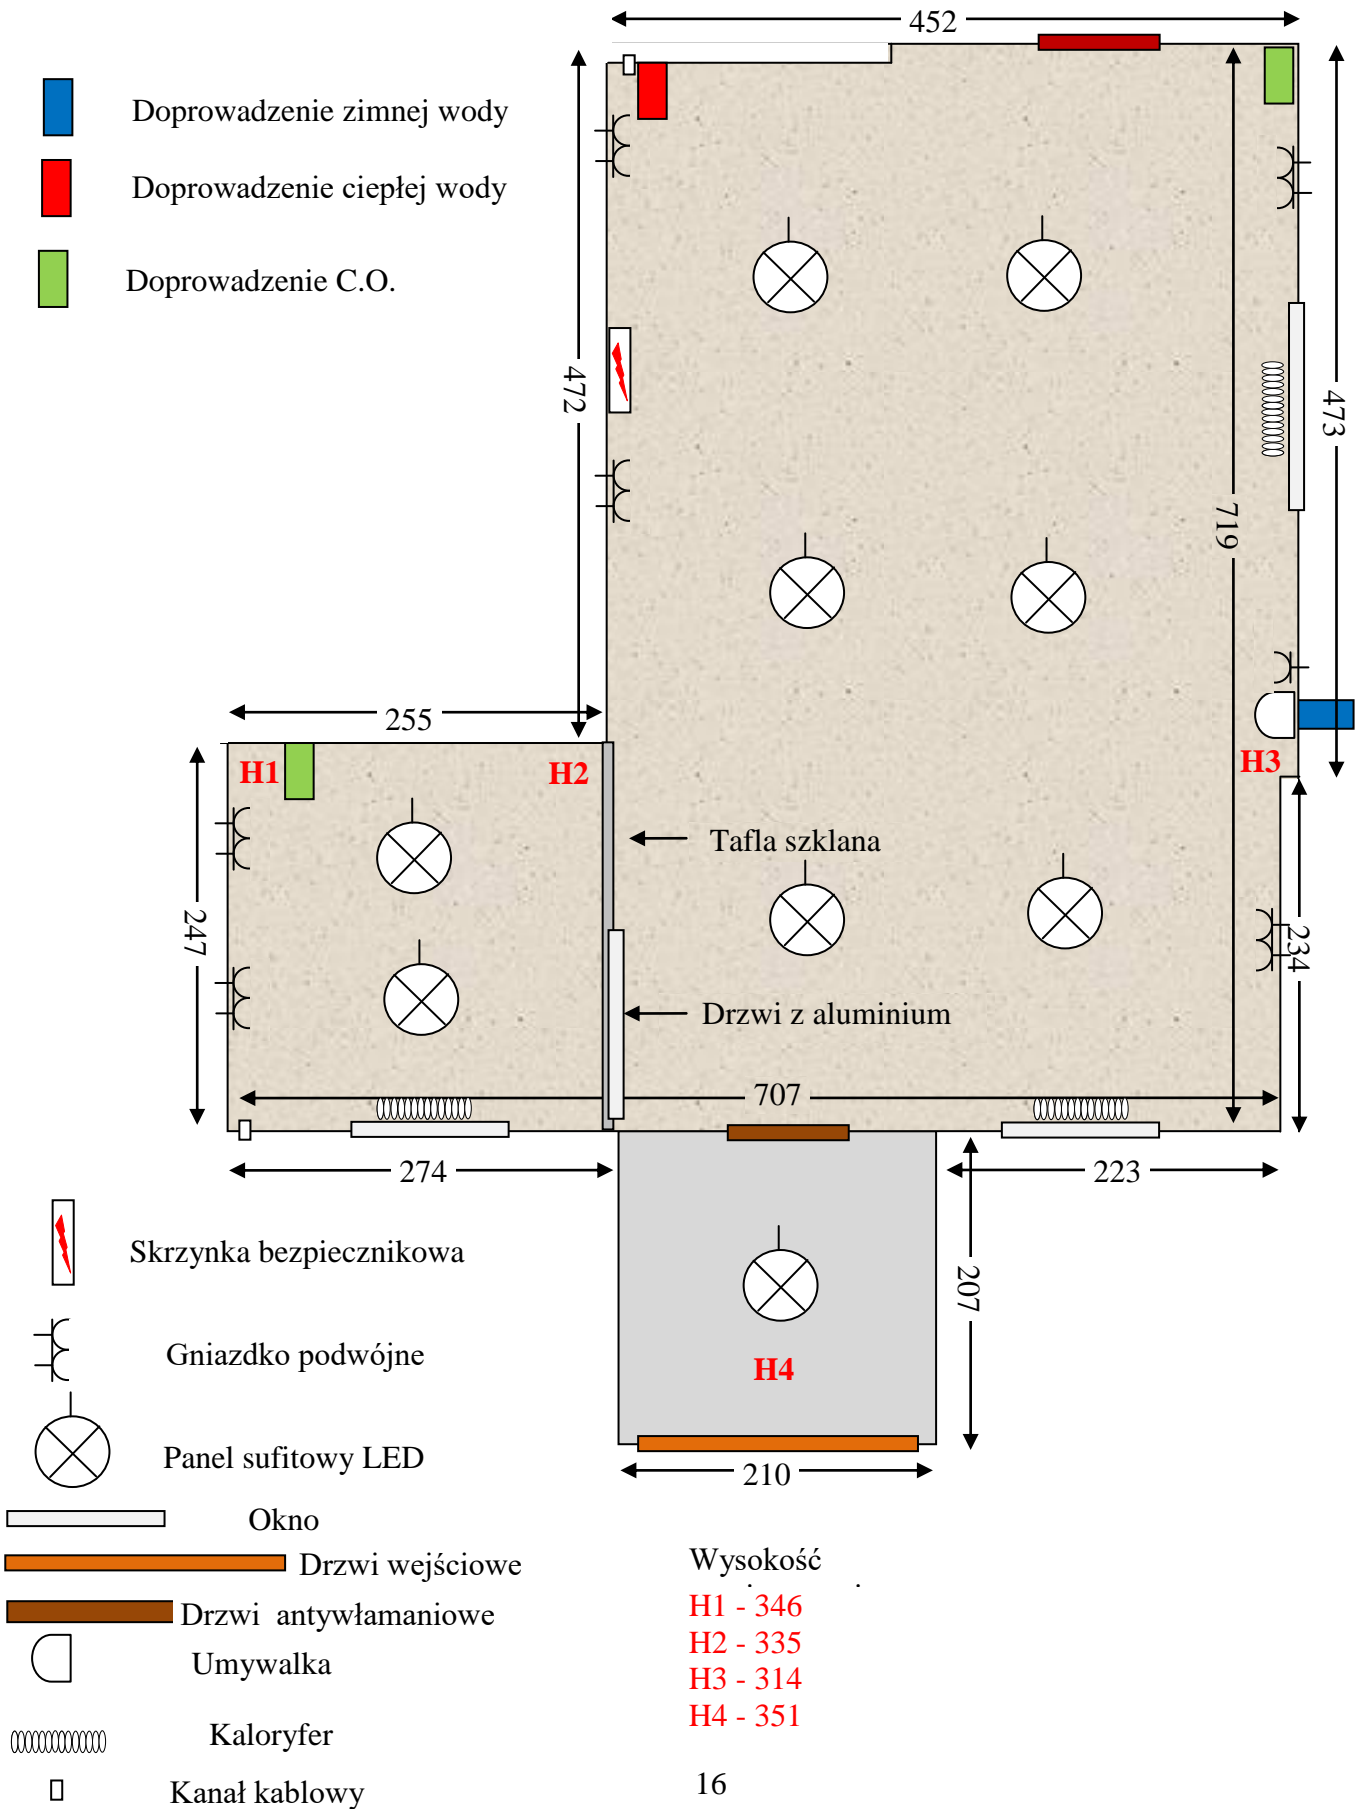 452
Doprowadzenie zimnej wody
Doprowadzenie ciepłej wody
Doprowadzenie C.O.
472
473
719
255
H1
H2
H3
Tafla szklana
247
234
Drzwi z aluminium
707
274
223
Skrzynka bezpiecznikowa
207
Gniazdko podwójne
H4
Panel sufitowy LED
210
Okno
Drzwi wejściowe
Drzwi antywłamaniowe
Umywalka
Kaloryfer
Kanał kablowy
Wysokość
H1 - 346
H2 - 335
H3 - 314
H4 - 351
16